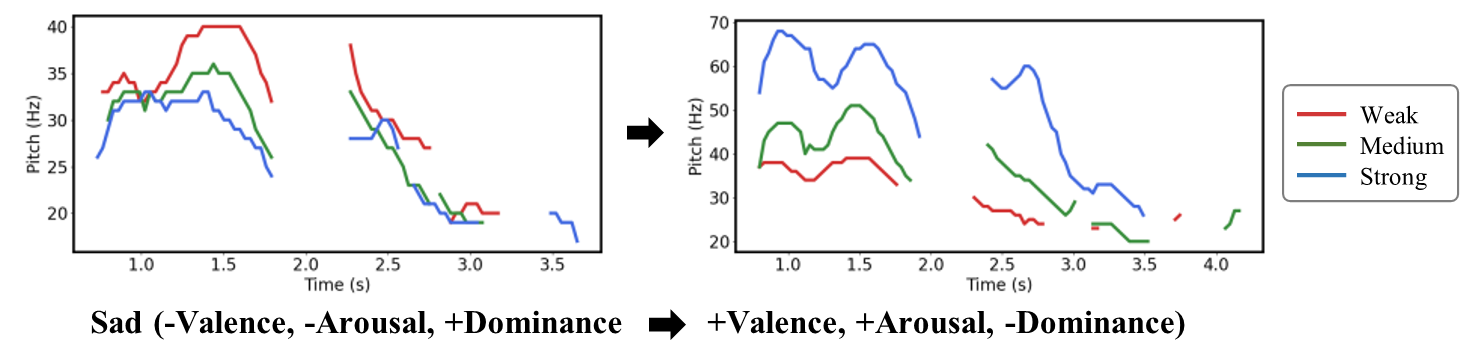 40
35
30
25
20
Pitch (Hz)
1.0 1.5 2.0 2.5 3.0 3.5
Time (s)
70
60
50
40
30
20
Pitch (Hz)
1.0 1.5 2.0 2.5 3.0 3.5 4.0
Time (s)
Weak
Medium
Strong
Sad (-Valence, -Arousal, +Dominance +Valence, +Arousal, -Dominance)